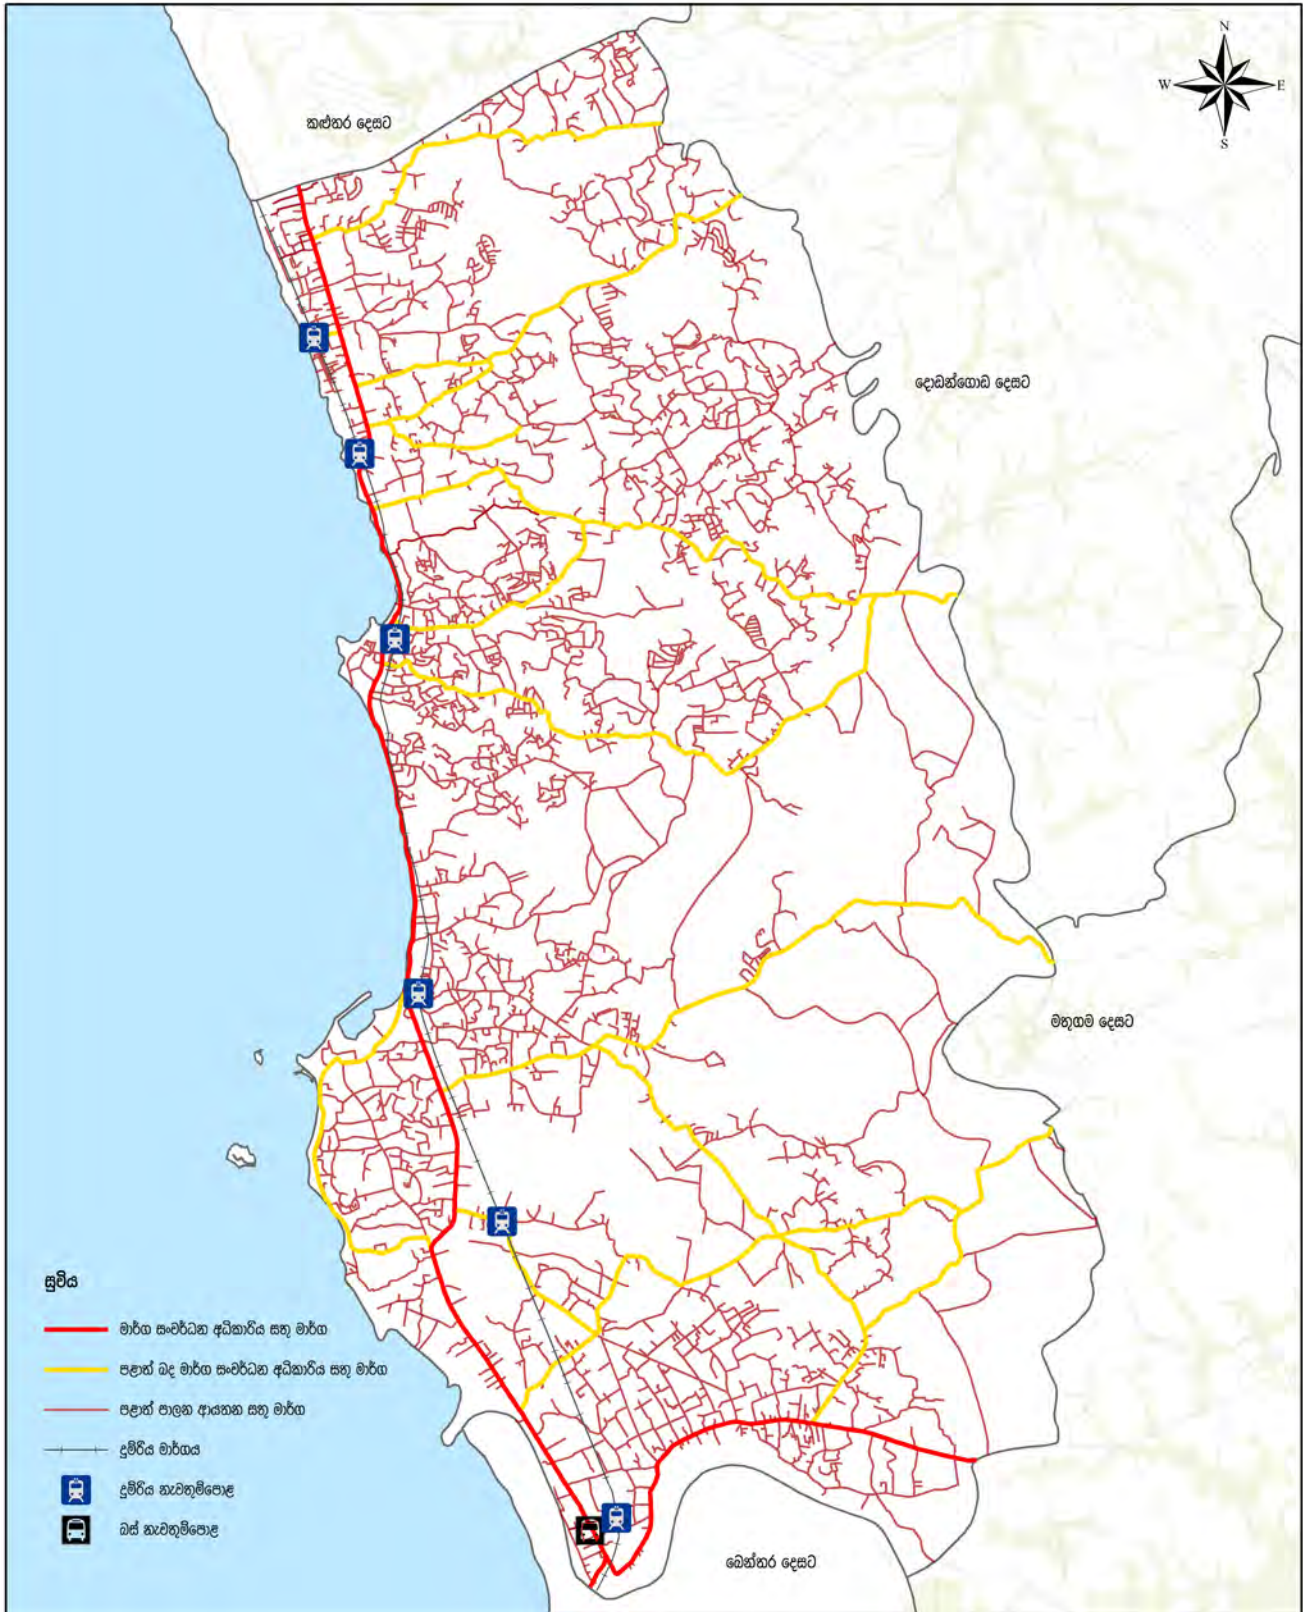 N
W E
S
කළුතර දෙසට
දොඩන්ගොඩ දෙසට
මතුගම දෙසට
බෙන්තර දෙසට
සුචිය
මාර්ග සංවර්ධන අධිකාරිය සතු මාර්ග
පළාත් බද මාර්ග සංවර්ධන අධිකාරිය සතු මාර්ග
පළාත් පාලන ආයතන සතු මාර්ග
දුම්රිය මාර්ගය
දුම්රිය නැවතුම්පොළ
බස් නැවතුම්පොළ